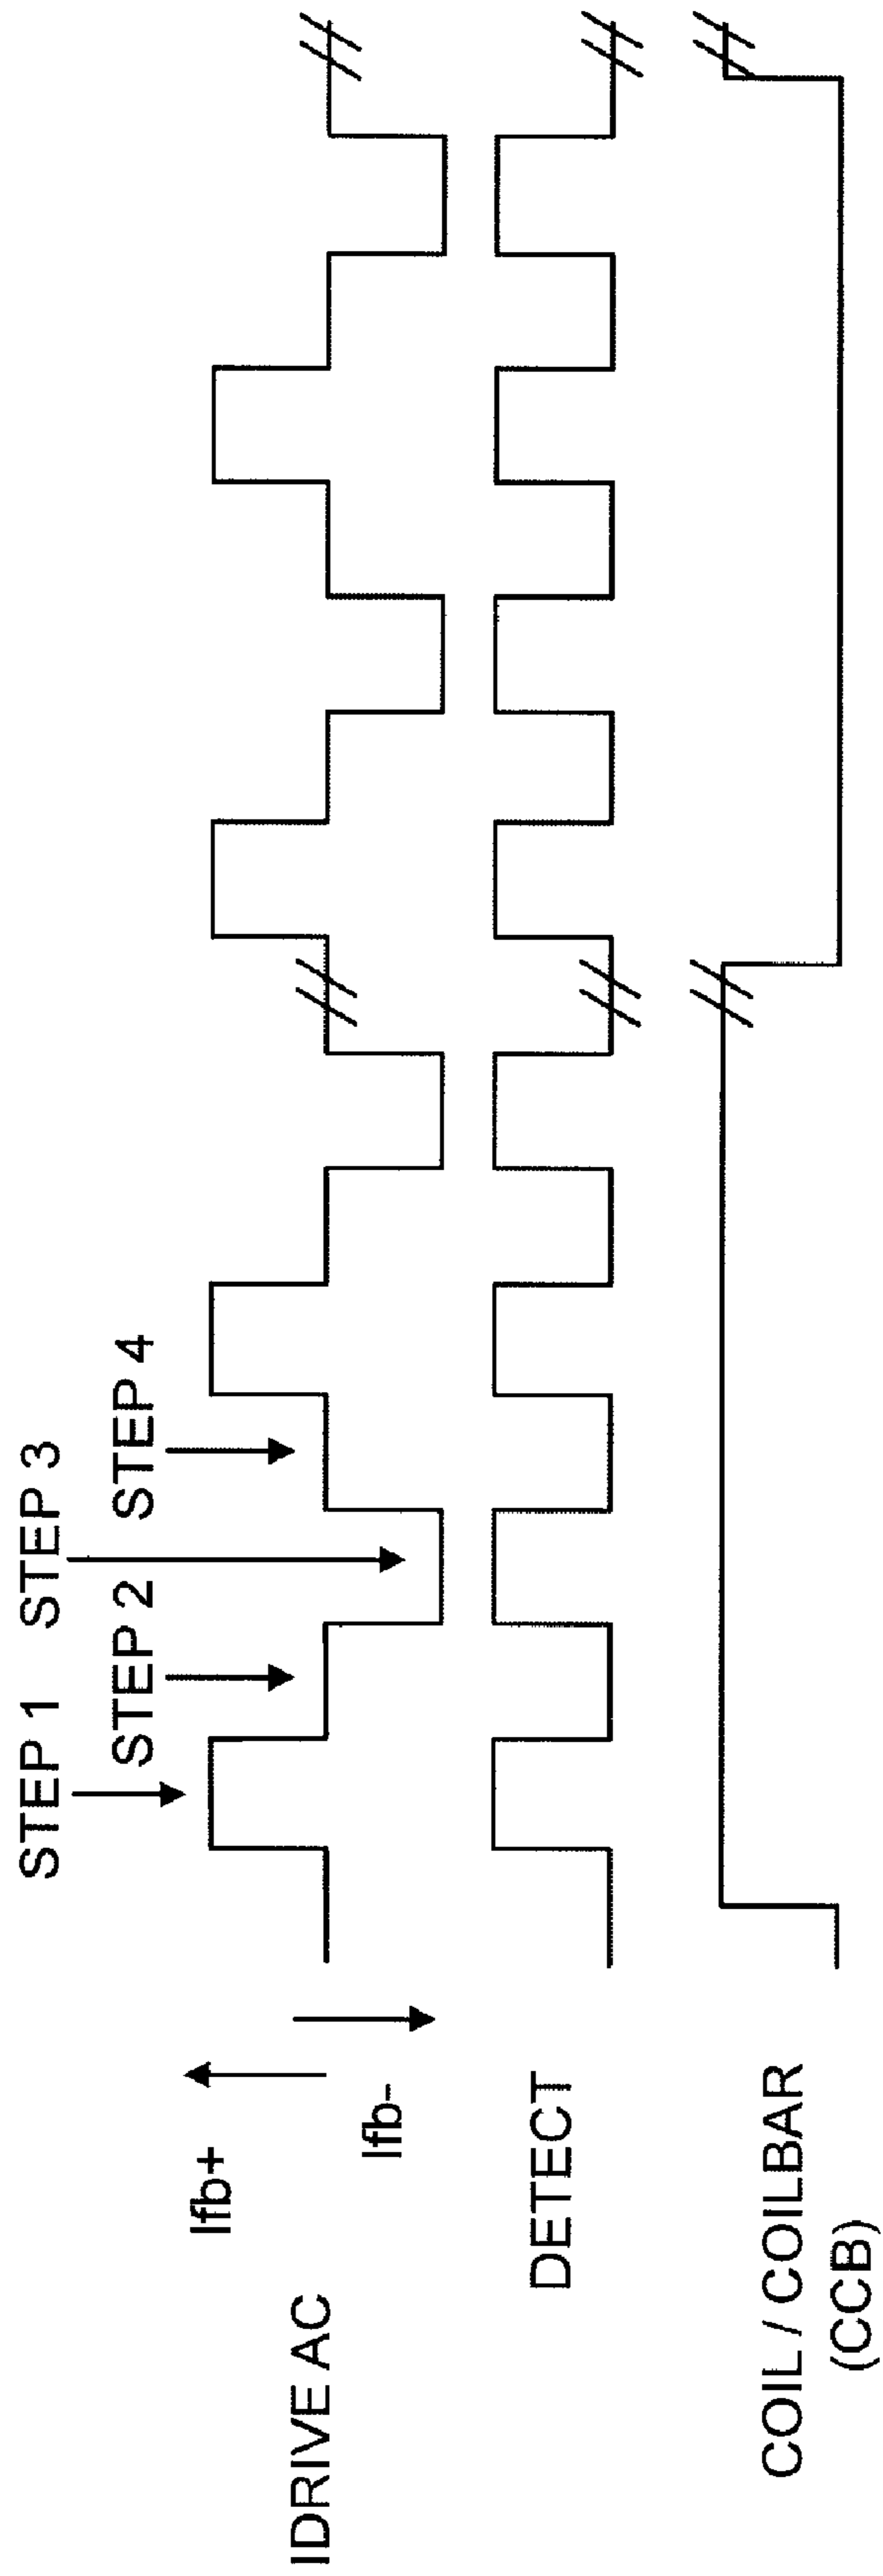 STEP 1
STEP 3
STEP 2
STEP 4
Ifb+
IDRIVE AC
Ifb-
DETECT
COIL / COILBAR
(CCB)